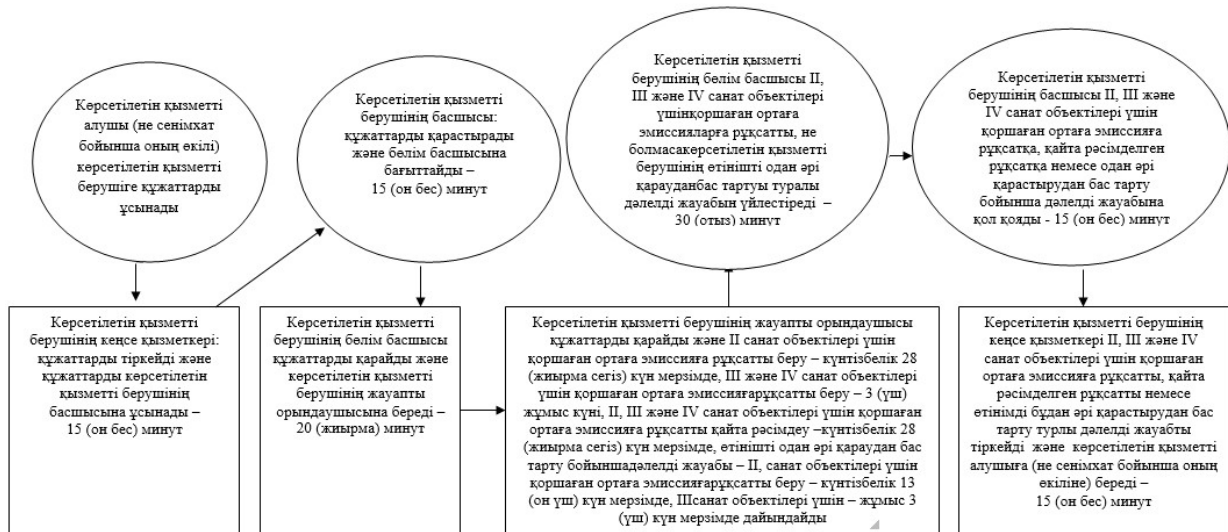 Көрсетілетін қызметті
алушы (не сенімхат
бойынша оның өкілі)
көрсетілетін қызметті
берушіге құжаттарды
ұсынады
Көрсетілетін қызметті
берушінің кеңсе қызметкері:
құжаттарды тіркейді және
құжаттарды көрсетілетін
қызметті берушінің
басшысына ұсынады –
15 (он бес) минут
Көрсетілетін қызметті
берушінің басшысы:
құжаттарды қарастырады
және бөлім басшысына
бағыттайды –
15 (он бес) минут
Көрсетілетін қызметті
берушінің бөлім басшысы
құжаттарды қарайды және
көрсетілетін қызметті
берушінің жауапты
орындаушысына береді –
20 (жиырма) минут
Көрсетілетін қызметті берушінің жауапты орындаушысы
құжаттарды қарайды және II санат объектілері үшін
қоршаған ортаға эмиссияға рұқсатты беру – күнтізбелік 28
(жиырма сегіз) күн мерзімде, III және IV санат объектілері
үшін қоршаған ортаға эмиссияғарұқсатты беру – 3 (үш)
жұмыс күні, II, III және IV санат объектілері үшін қоршаған
ортаға эмиссияға рұқсатты қайта рәсімдеу –күнтізбелік 28
(жиырма сегіз) күн мерзімде, өтінішті одан әрі қараудан бас
тарту бойыншадәлелді жауабы – II, санат объектілері үшін
қоршаған ортаға эмиссияғарұқсатты беру – күнтізбелік 13
(он үш) күн мерзімде, IIIсанат объектілері үшін – жұмыс 3
(үш) күн мерзімде дайындайды
Көрсетілетін қызметті
берушінің бөлім басшысы II,
III және IV санат объектілері
үшінқоршаған ортаға
эмиссияларға рұқсатты, не
болмасакөрсетілетін қызметті
берушінің өтінішті одан әрі
қарауданбас тартуы туралы
дәлелді жауабын үйлестіреді –
30 (отыз) минут
Көрсетілетін қызметті
берушінің басшысы II, III және
IV санат объектілері үшін
қоршаған ортаға эмиссияға
рұқсатқа, қайта рәсімделген
рұқсатқа немесе одан әрі
қарастырудан бас тарту
бойынша дәлелді жауабына
қол қояды - 15 (он бес) минут
Көрсетілетін қызметті берушінің
кеңсе қызметкері II, III және IV
санат объектілері үшін қоршаған
ортаға эмиссияға рұқсатты, қайта
рәсімделген рұқсатты немесе
өтінімді бұдан әрі қарастырудан бас
тарту турлы дәлелді жауабты
тіркейді және көрсетілетін қызметті
алушыға (не сенімхат бойынша оның
өкіліне) береді –
15 (он бес) минут